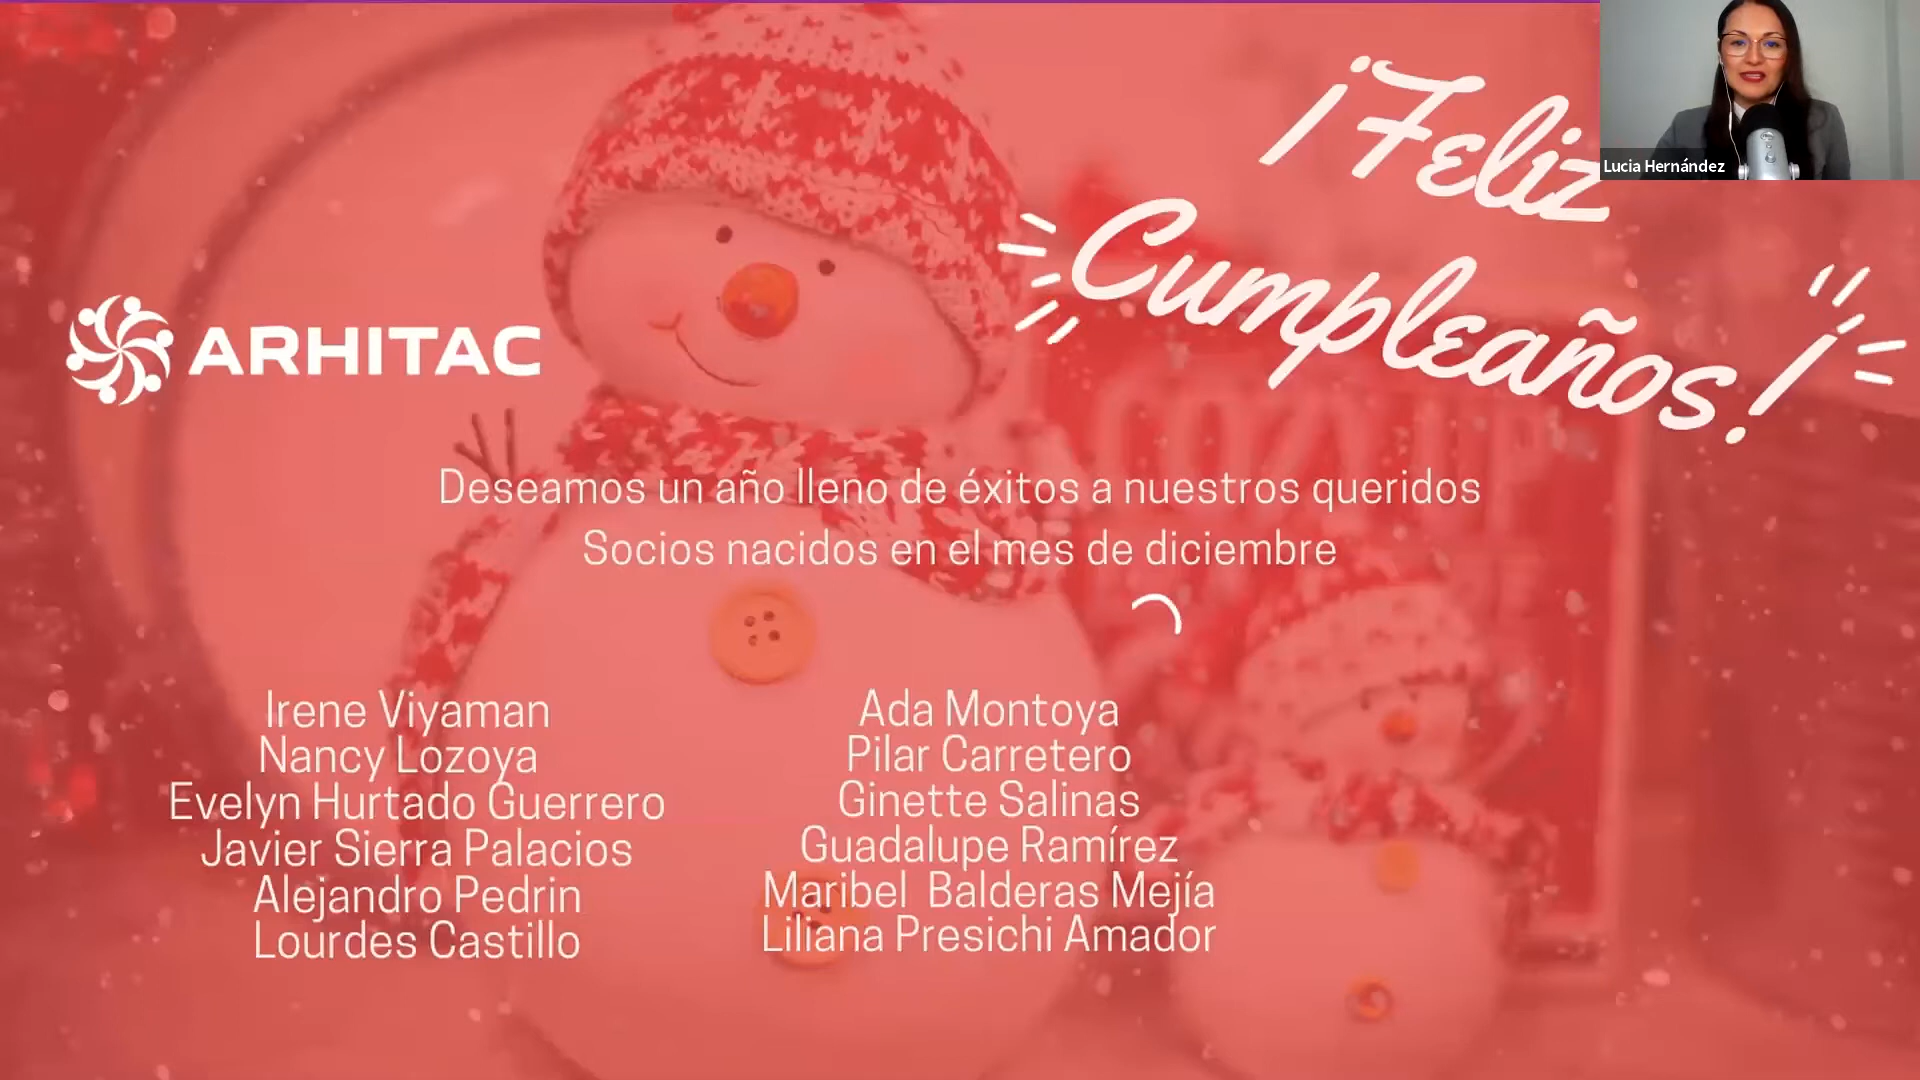 ¡Feliz
Cumpleaños!
Lucia Hernández
ARHITAC
Deseamos un año lleno de éxitos a nuestros queridos
Socios nacidos en el mes de diciembre
Irene Viyaman
Nancy Lozoya
Evelyn Hurtado Guerrero
Javier Sierra Palacios
Alejandro Pedrin
Lourdes Castillo
Ada Montoya
Pilar Carretero
Ginette Salinas
Guadalupe Ramírez
Maribel Balderas Mejía
Liliana Presichi Amador